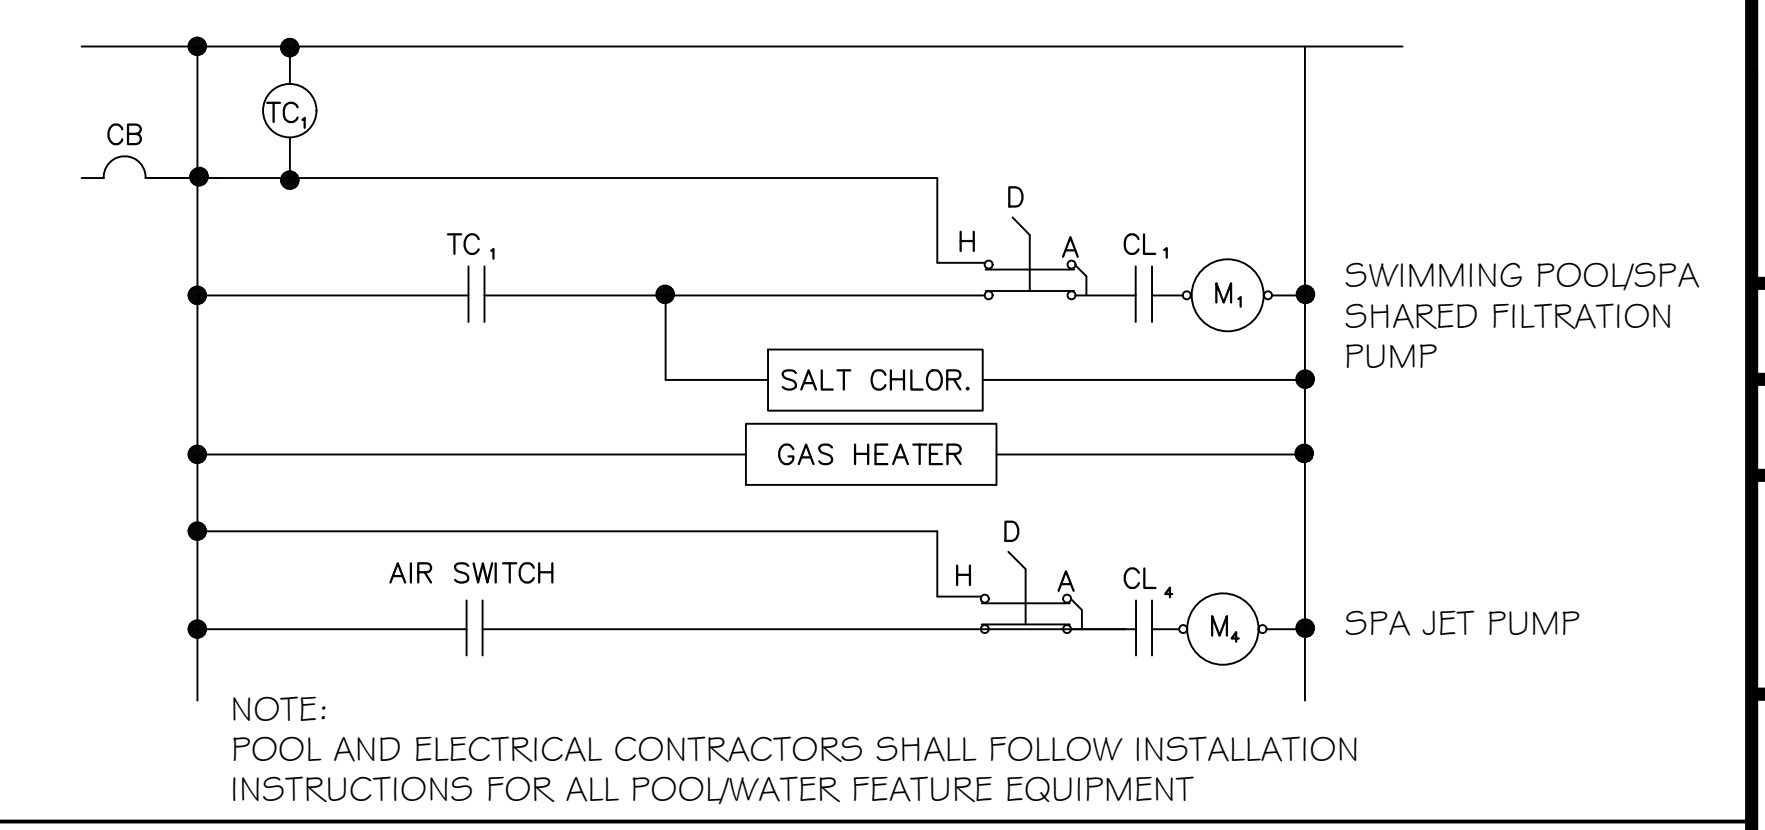 TC₁
CB
D
TC₁
H
A
CL₁
M₁
SWIMMING POOL/SPA
SHARED FILTRATION
PUMP
SALT CHLOR.
GAS HEATER
D
AIR SWITCH
H
A
CL₄
M₄
SPA JET PUMP
NOTE:
POOL AND ELECTRICAL CONTRACTORS SHALL FOLLOW INSTALLATION
INSTRUCTIONS FOR ALL POOL/WATER FEATURE EQUIPMENT